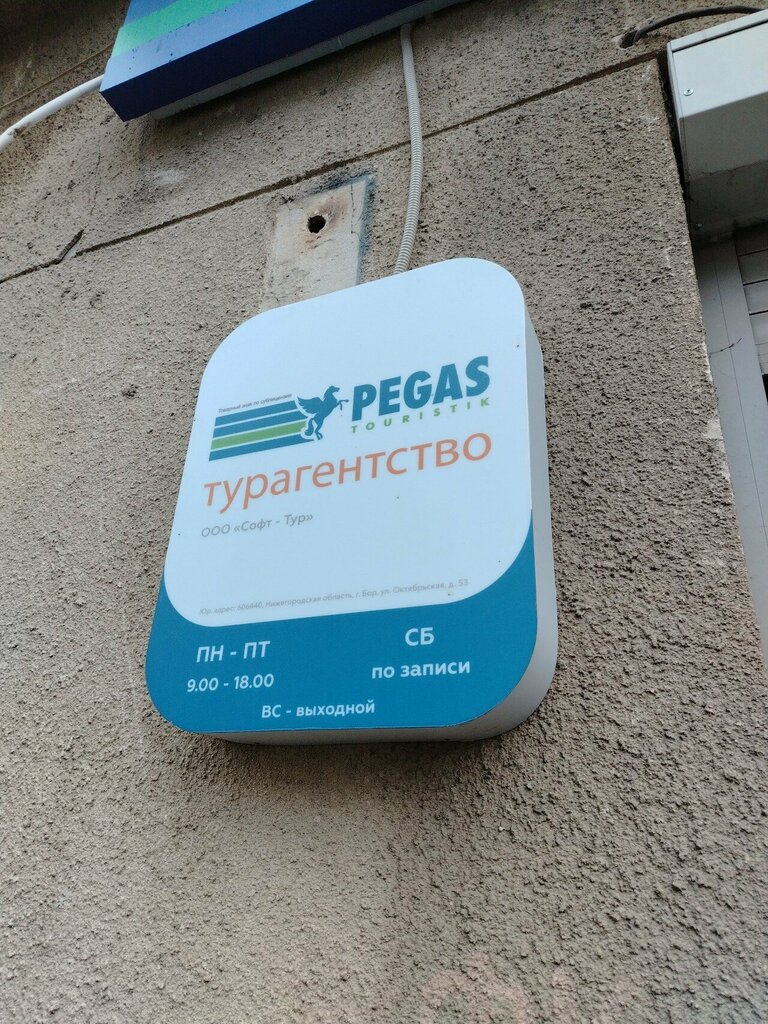 Товарный знак по сублицензии
PEGAS
TOURISTIK
турагентство
ООО «Софт - Тур»
Юр. адрес: 606440, Нижегородская область, г. Бор, ул. Октябрьская, д. 53
ПН - ПТ
9.00 - 18.00
СБ
по записи
ВС - выходной